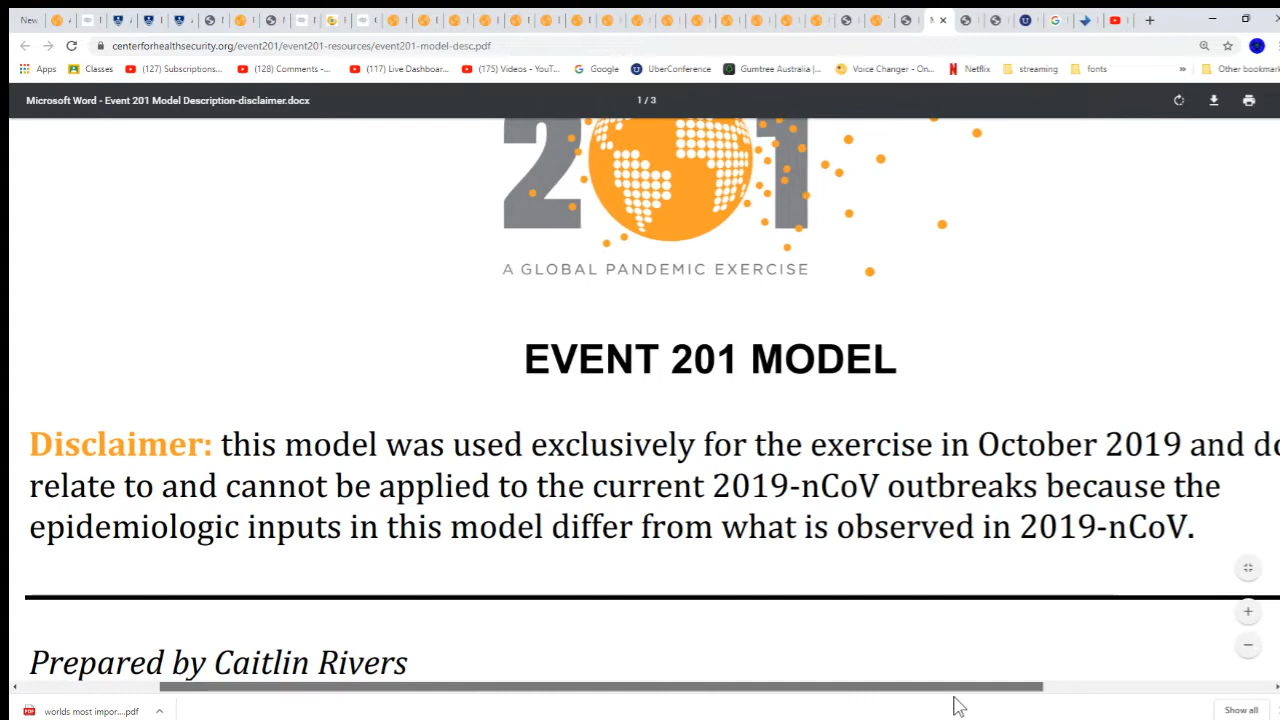 New
centerforhealthsecurity.org/event201/event201-resources/event201-model-desc.pdf
Apps Classes (127) Subscriptions... (128) Comments -... (117) Live Dashboar... (175) Videos - YouT... Google UberConference Gumtree Australia |... Voice Changer - On... Netflix streaming fonts » Other bookmark
Microsoft Word - Event 201 Model Description-disclaimer.docx 1 / 3
201
A GLOBAL PANDEMIC EXERCISE
EVENT 201 MODEL
Disclaimer: this model was used exclusively for the exercise in October 2019 and do
relate to and cannot be applied to the current 2019-nCoV outbreaks because the
epidemiologic inputs in this model differ from what is observed in 2019-nCoV.
Prepared by Caitlin Rivers
worlds most impor....pdf Show all